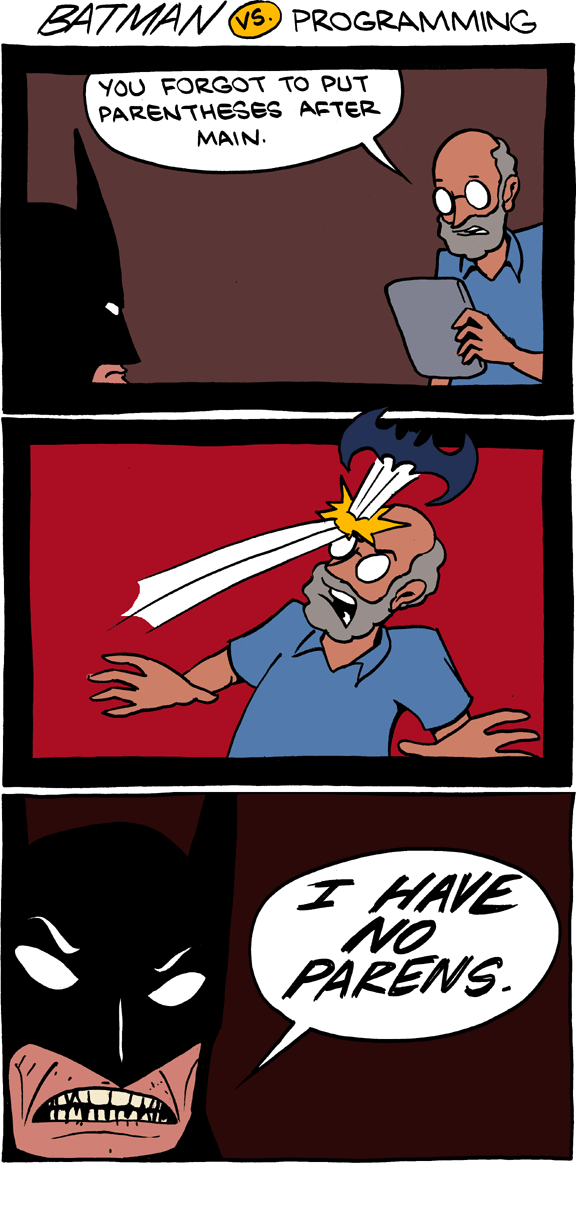 BATMAN VS. PROGRAMMING
YOU FORGOT TO PUT
PARENTHESES AFTER
MAIN.
I HAVE
NO
PARENS.